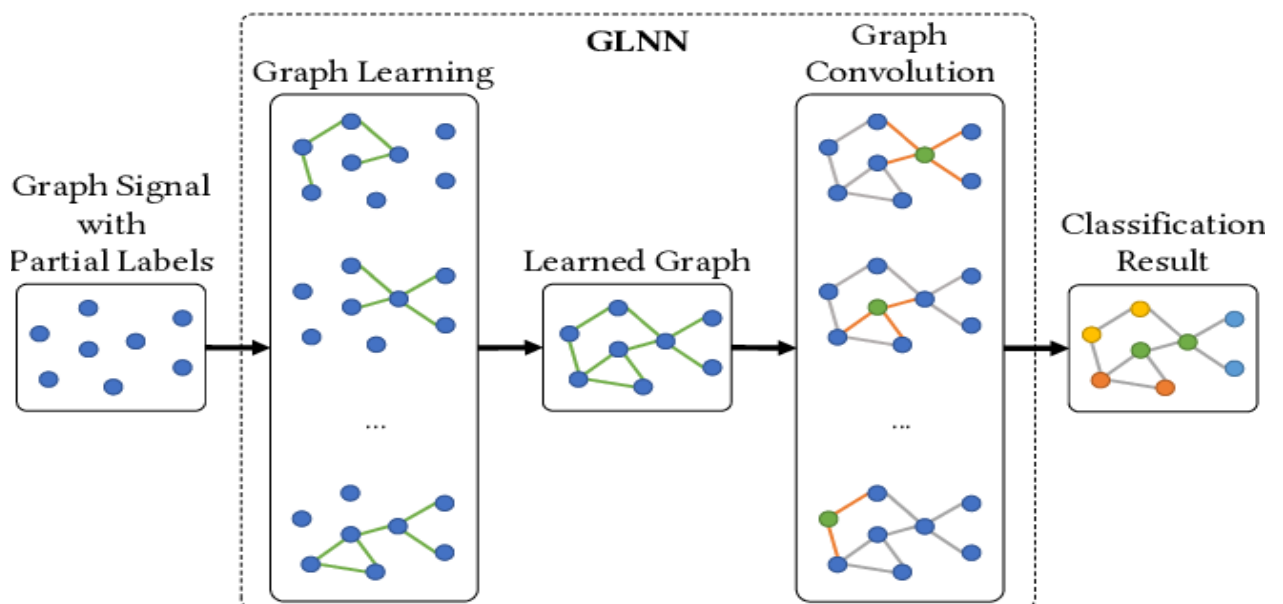 GLNN
Graph Learning
Graph
Convolution
Graph Signal
with
Partial Labels
Learned Graph
Classification
Result
...
...